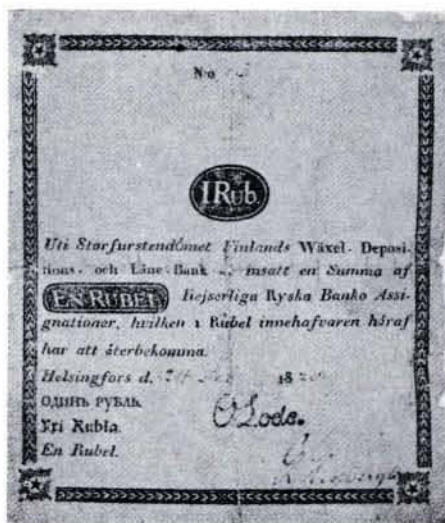 No
1 RUB.
Uti Storfurstendömet Finlands Wäxel- Deposi-
tions- och Låne-Bank insatt en Summa af
EN RUBEL Kejserliga Ryska Banko Assi-
gnationer, hvilken 1 Rubel innehafvaren häraf
har att återbekomma.
Helsingfors d. 18
ОДИНЪ РУБЛЬ
Yxi Rubla.
En Rubel.